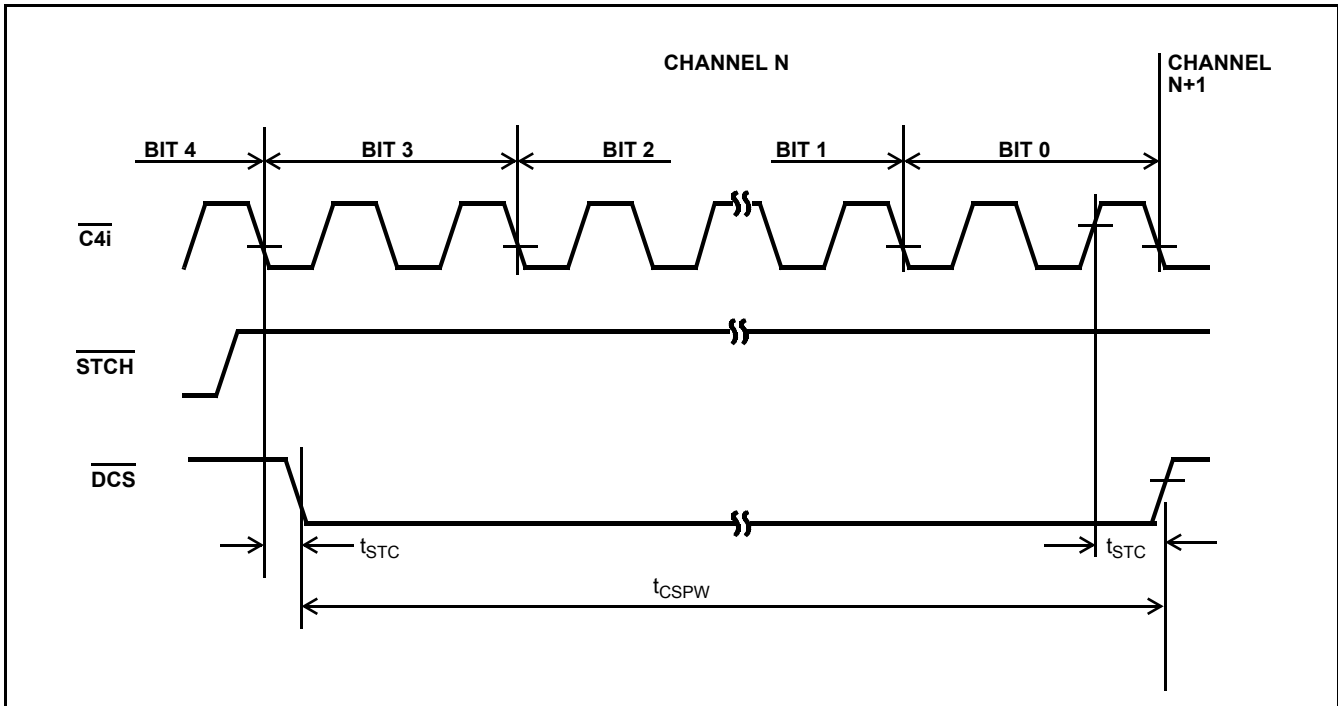 CHANNEL N
CHANNEL
N+1
BIT 4
BIT 3
BIT 2
BIT 1
BIT 0
C4i
STCH
DCS
tSTC
tSTC
tCSPW